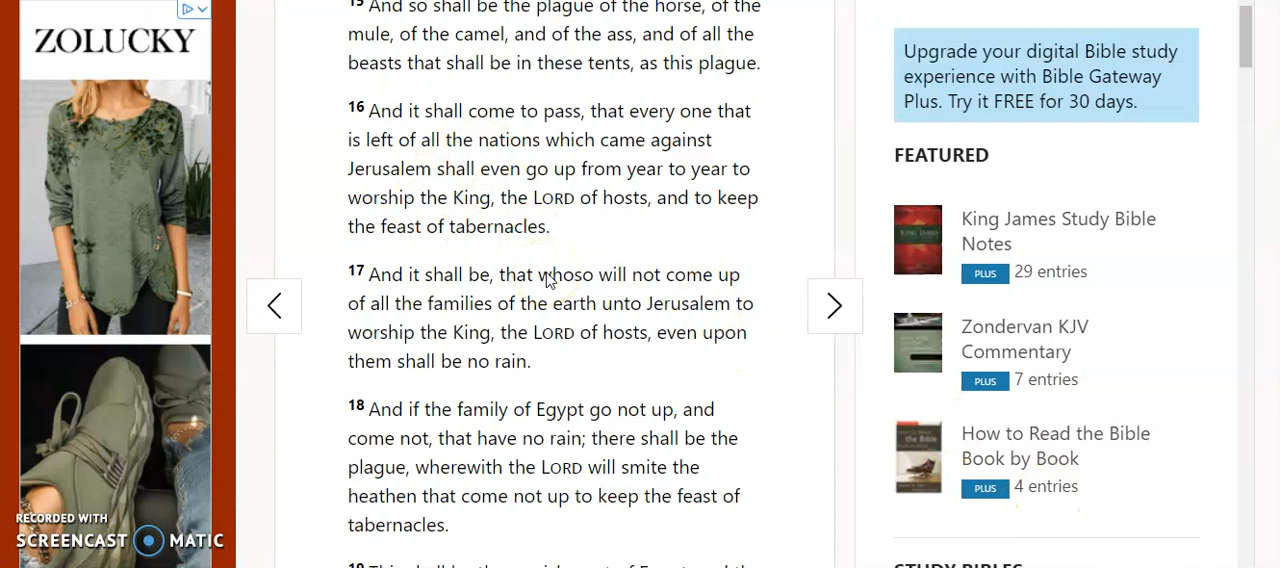 ZOLUCKY
15 And so shall be the plague of the horse, of the
mule, of the camel, and of the ass, and of all the
beasts that shall be in these tents, as this plague.
16 And it shall come to pass, that every one that
is left of all the nations which came against
Jerusalem shall even go up from year to year to
worship the King, the LORD of hosts, and to keep
the feast of tabernacles.
17 And it shall be, that whoso will not come up
of all the families of the earth unto Jerusalem to
worship the King, the LORD of hosts, even upon
them shall be no rain.
18 And if the family of Egypt go not up, and
come not, that have no rain; there shall be the
plague, wherewith the LORD will smite the
heathen that come not up to keep the feast of
tabernacles.
Upgrade your digital Bible study
experience with Bible Gateway
Plus. Try it FREE for 30 days.
FEATURED
King James Study Bible
Notes
PLUS 29 entries
Zondervan KJV
Commentary
PLUS 7 entries
How to Read the Bible
Book by Book
PLUS 4 entries
STUDY BIBLES
RECORDED WITH
SCREENCAST MATIC